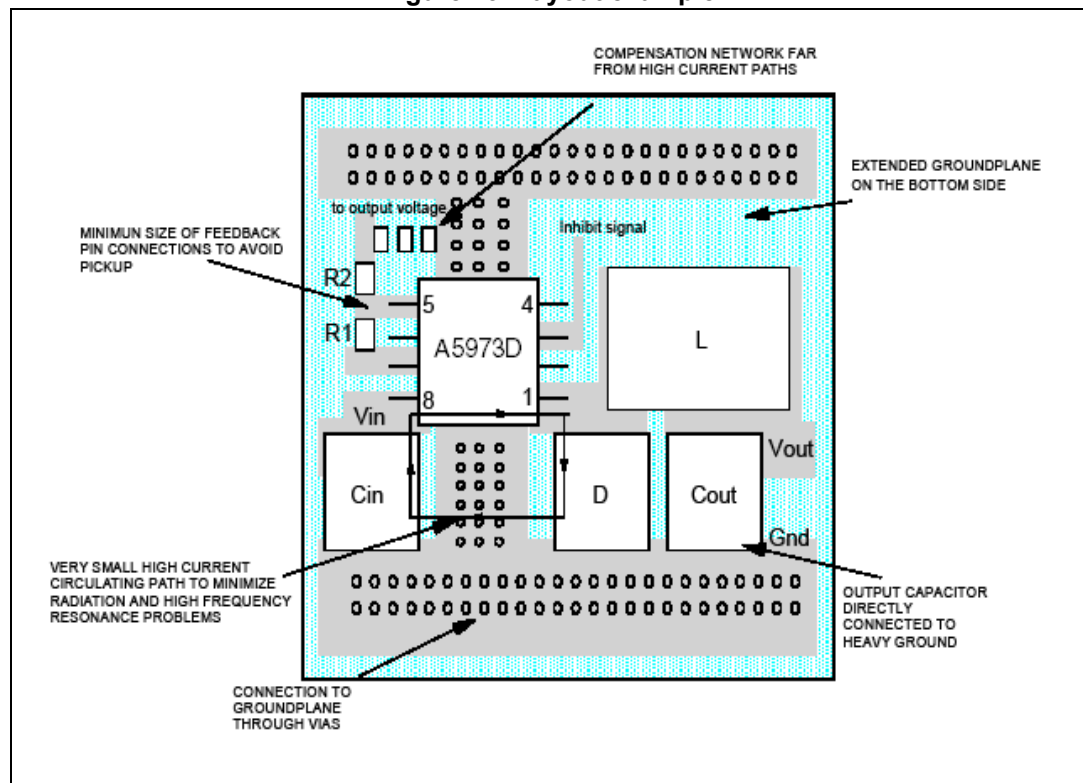 COMPENSATION NETWORK FAR
FROM HIGH CURRENT PATHS
EXTENDED GROUNDPLANE
ON THE BOTTOM SIDE
to output voltage
Inhibit signal
MINIMUN SIZE OF FEEDBACK
PIN CONNECTIONS TO AVOID
PICKUP
R2
5
4
R1
A5973D
L
8
1
Vin
Vout
Cin
D
Cout
Gnd
VERY SMALL HIGH CURRENT
CIRCULATING PATH TO MINIMIZE
RADIATION AND HIGH FREQUENCY
RESONANCE PROBLEMS
OUTPUT CAPACITOR
DIRECTLY
CONNECTED TO
HEAVY GROUND
CONNECTION TO
GROUNDPLANE
THROUGH VIAS